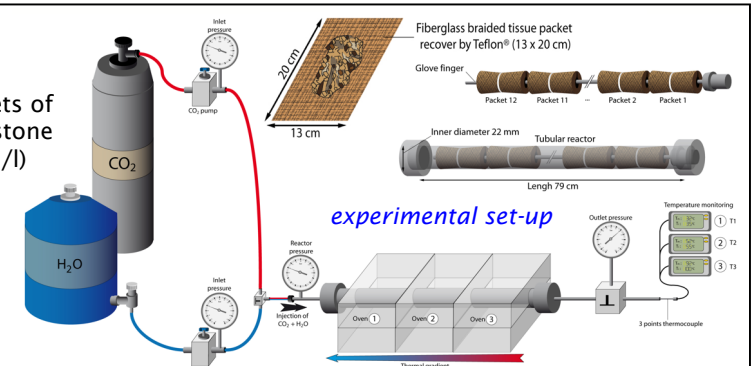 ets of
stone
/l)
Inlet
pressure
CO₂ pump
CO₂
H₂O
Inlet
pressure
20 cm
13 cm
Fiberglass braided tissue packet
recover by Teflon® (13 x 20 cm)
Glove finger
Packet 12
Packet 11
...
Packet 2
Packet 1
Inner diameter 22 mm
Tubular reactor
Lengh 79 cm
experimental set-up
Reactor
pressure
Injection of
CO₂ + H₂O
Oven 1
Oven 2
Oven 3
Thermal gradient
Outlet pressure
Temperature monitoring
1 T1
2 T2
3 T3
3 points thermocouple